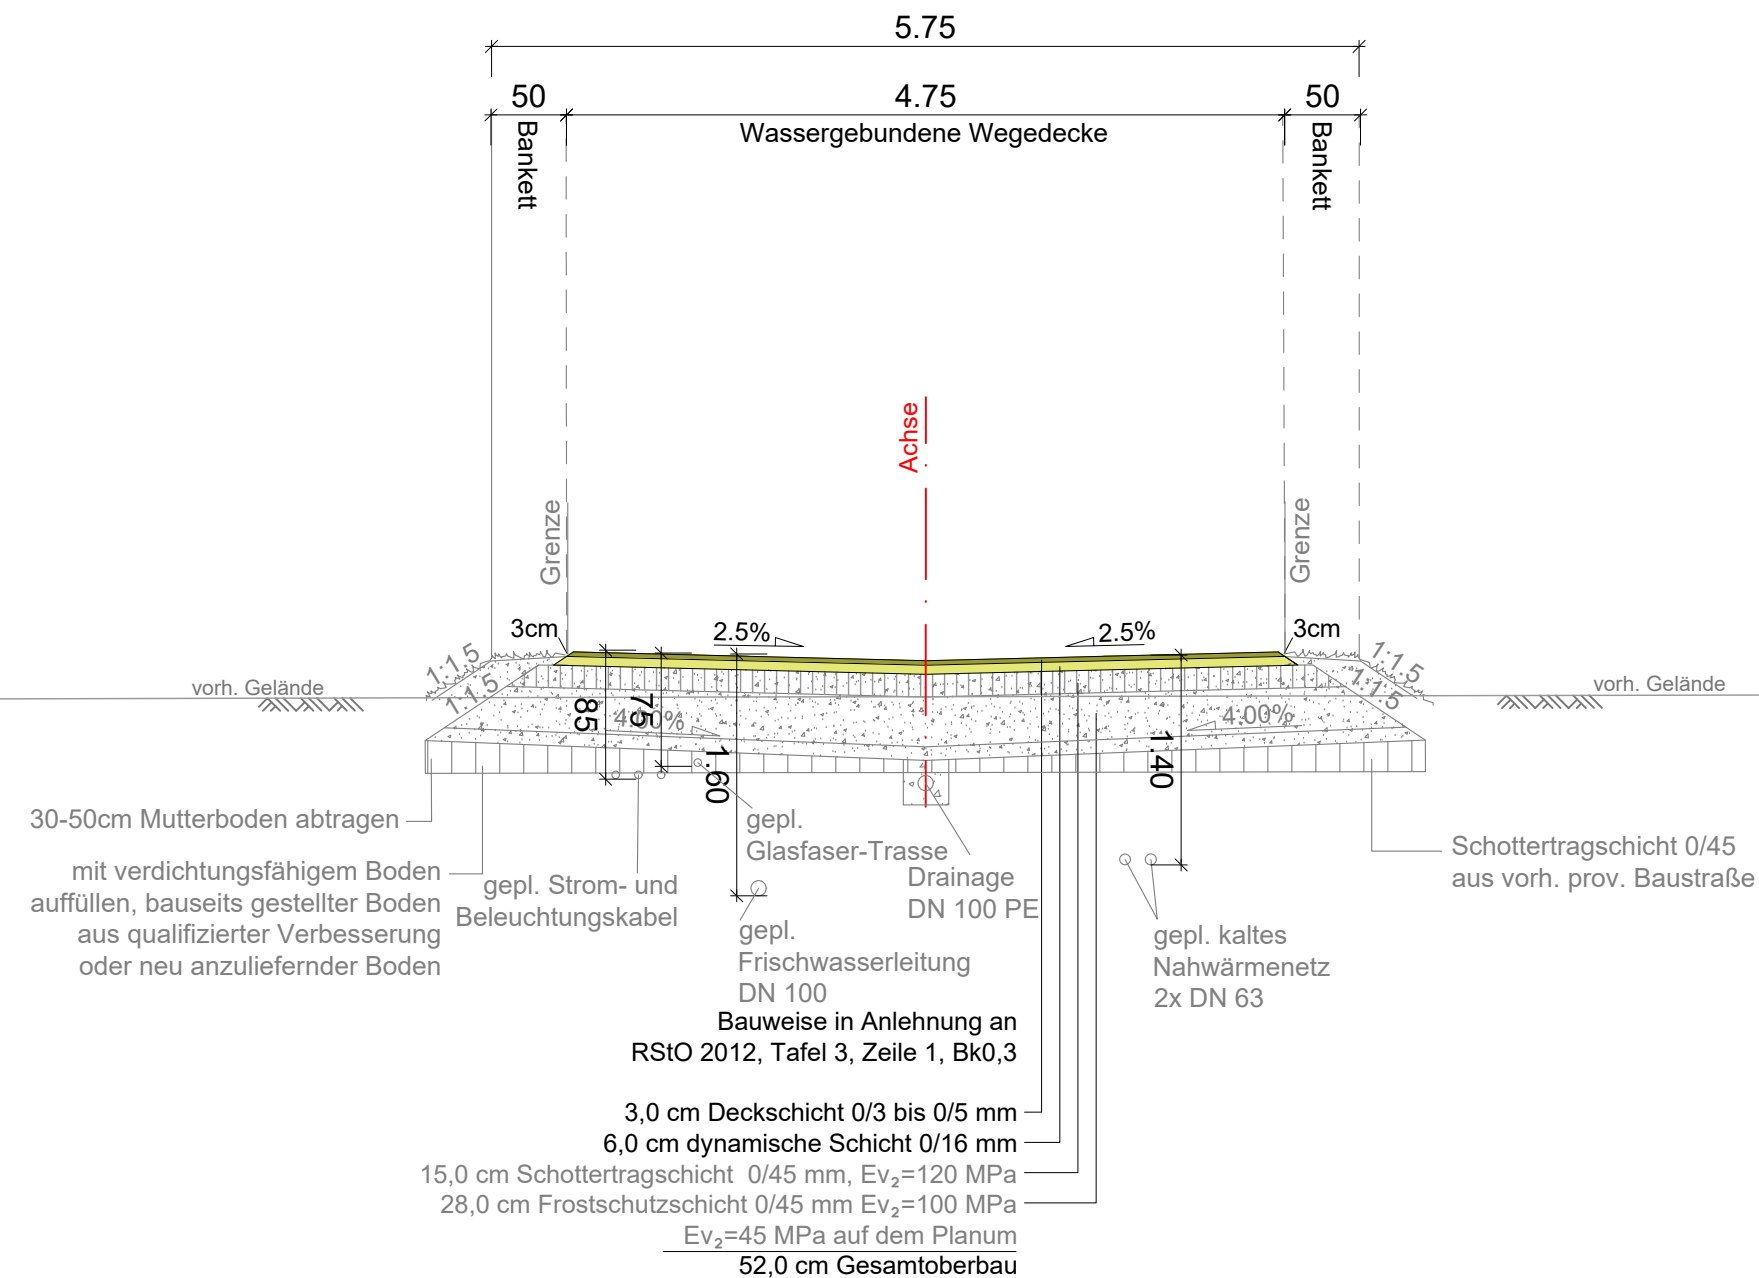 5.75
50
4.75
50
Bankett
Wassergebundene Wegedecke
Bankett
Achse
Grenze
Grenze
3cm
2.5%
2.5%
3cm
1:1.5
1:1.5
1:1.5
1:1.5
vorh. Gelände
vorh. Gelände
85
75
4.00%
4.00%
1.60
1.40
30-50cm Mutterboden abtragen
mit verdichtungsfähigem Boden
auffüllen, bauseits gestellter Boden
aus qualifizierter Verbesserung
oder neu anzuliefernder Boden
gepl. Strom- und
Beleuchtungskabel
gepl.
Glasfaser-Trasse
gepl.
Frischwasserleitung
DN 100
Drainage
DN 100 PE
gepl. kaltes
Nahwärmenetz
2x DN 63
Schottertragschicht 0/45
aus vorh. prov. Baustraße
Bauweise in Anlehnung an
RStO 2012, Tafel 3, Zeile 1, Bk0,3
3,0 cm Deckschicht 0/3 bis 0/5 mm
6,0 cm dynamische Schicht 0/16 mm
15,0 cm Schottertragschicht 0/45 mm, Ev₂=120 MPa
28,0 cm Frostschutzschicht 0/45 mm Ev₂=100 MPa
Ev₂=45 MPa auf dem Planum
52,0 cm Gesamtoberbau